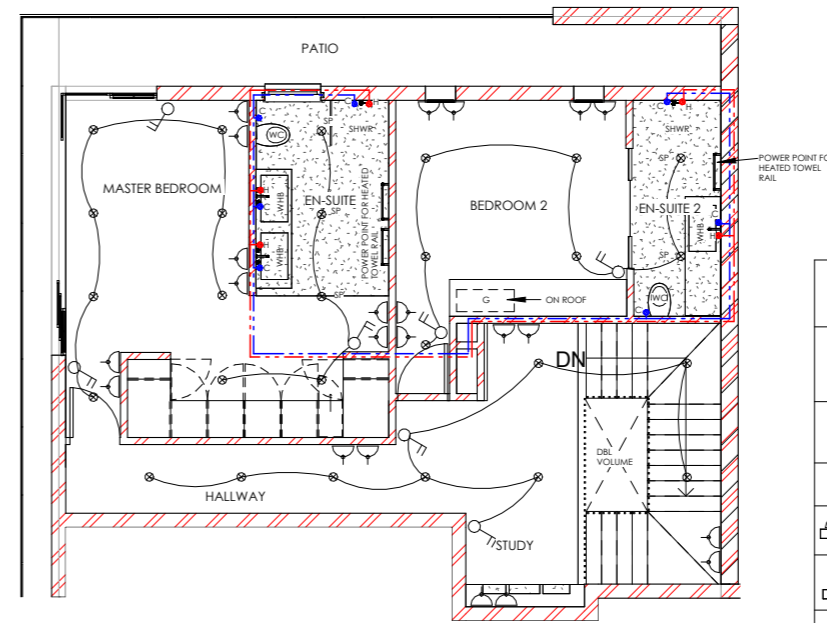 PATIO
C
H
C
H
C
SP
SHWR
WC
SHWR
SP
POWER POINT FO
HEATED TOWEL
RAIL
MASTER BEDROOM
H
C
WHB
EN-SUITE
SP
POWER POINT FOR HEATED
TOWEL RAIL
BEDROOM 2
EN-SUITE 2
C
H
WHB
H
C
WHB
SP
SP
G
ON ROOF
WC
C
DN
DBL
VOLUME
HALLWAY
STUDY